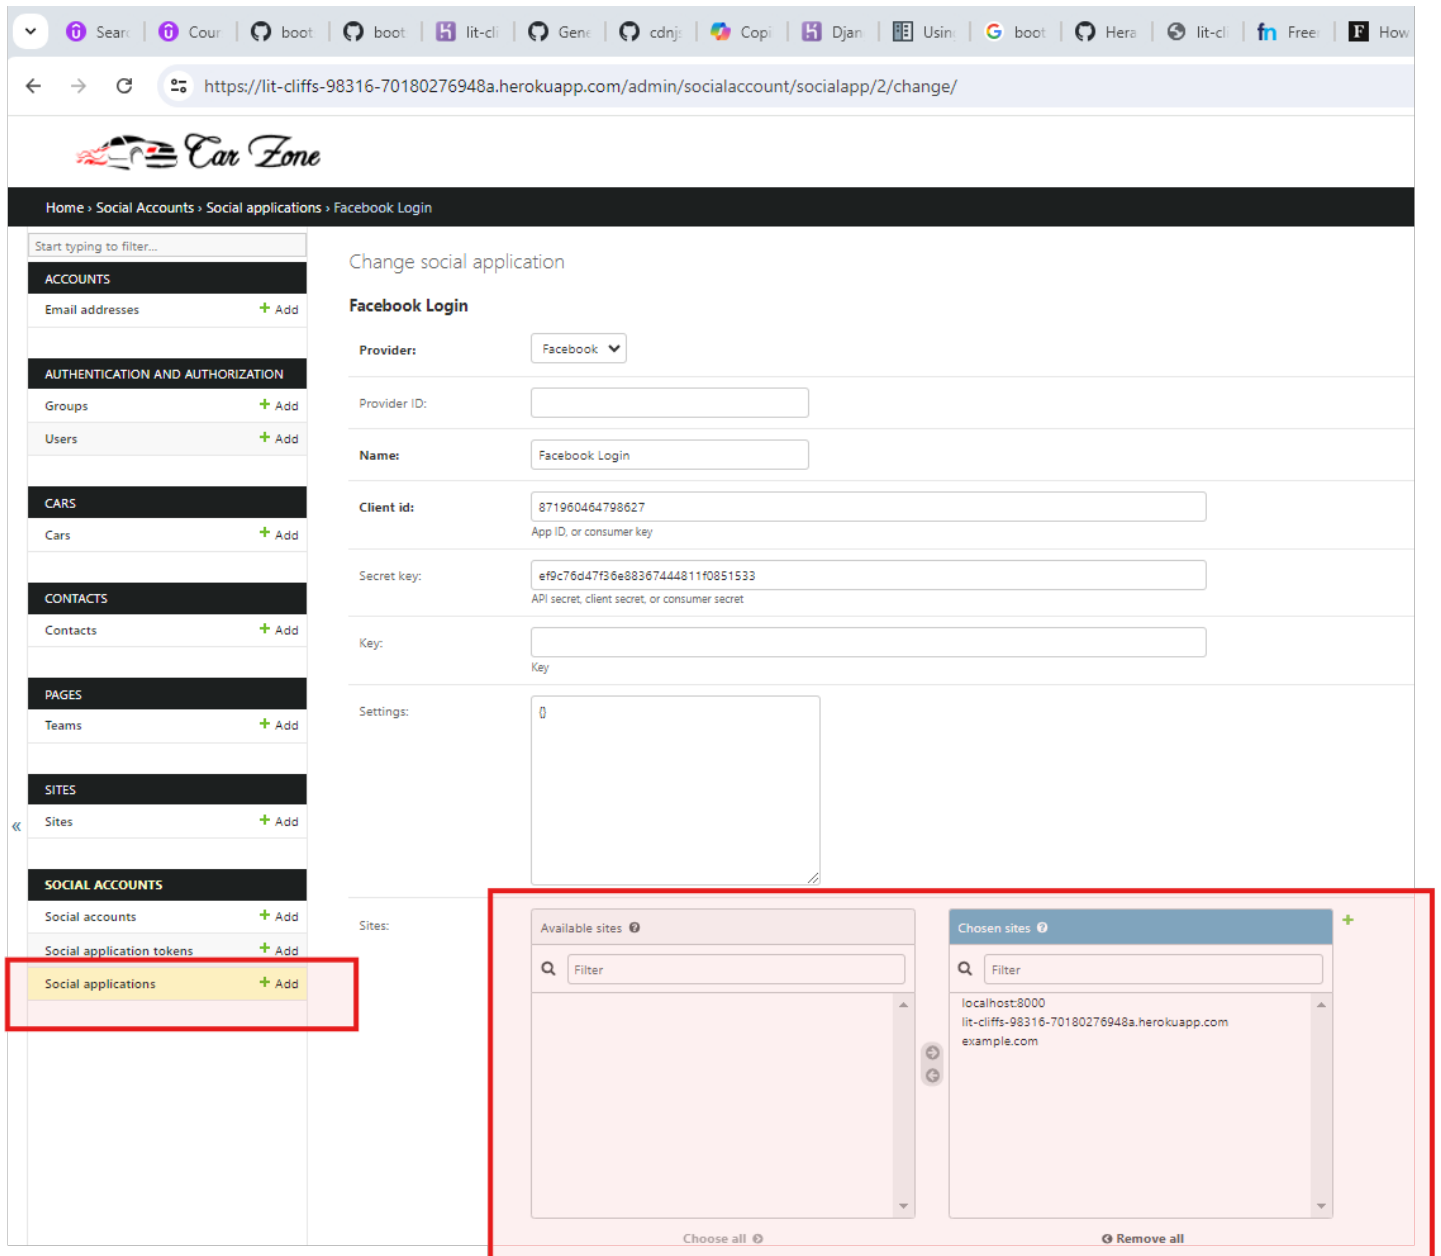 Sear
Cour
boot
boot
lit-cli
Gene
cdnj
Copi
Djan
Usin
boot
Hera
lit-cli
fn Free
F How
https://lit-cliffs-98316-70180276948a.herokuapp.com/admin/socialaccount/socialapp/2/change/
Car Zone
Home › Social Accounts › Social applications › Facebook Login
Start typing to filter...
ACCOUNTS
Email addresses + Add
AUTHENTICATION AND AUTHORIZATION
Groups + Add
Users + Add
CARS
Cars + Add
CONTACTS
Contacts + Add
PAGES
Teams + Add
SITES
Sites + Add
«
SOCIAL ACCOUNTS
Social accounts + Add
Social application tokens + Add
Social applications + Add
Change social application
Facebook Login
Provider: Facebook
Provider ID:
Name: Facebook Login
Client id: 871960464798627
App ID, or consumer key
Secret key: ef9c76d47f36e88367444811f0851533
API secret, client secret, or consumer secret
Key:
Key
Settings: {}
Sites:
Available sites
Filter
Choose all
Chosen sites
Filter
localhost:8000
lit-cliffs-98316-70180276948a.herokuapp.com
example.com
Remove all